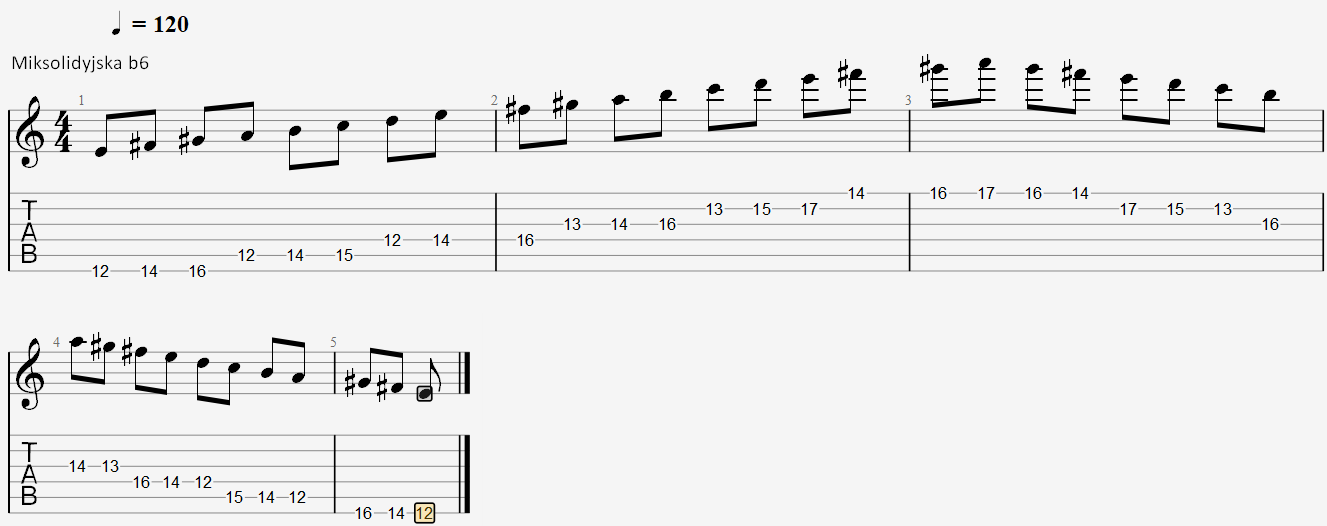 ♩ = 120
Miksolidyjska b6
1 2 3
4
4
14 16 17 16 14
T 13 15 17 17 15 13
13 14 16 16
A 16 12 14
B 12 14 15
12 14 16
4 5
T
14 13
A 16 14 12
B 15 14 12
16 14 12